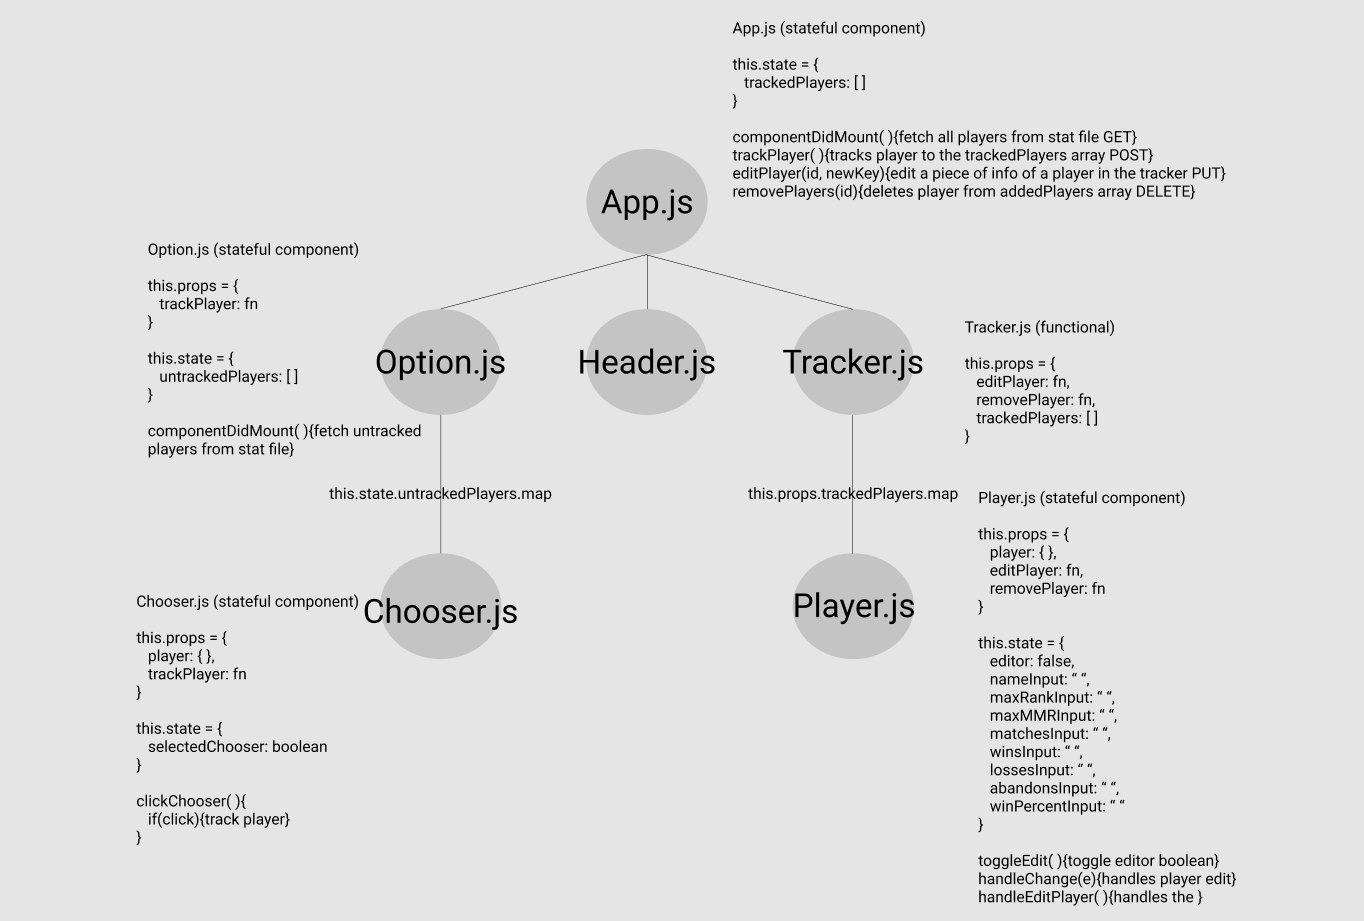 App.js (stateful component)
this.state = {
trackedPlayers: [ ]
}
componentDidMount( ){fetch all players from stat file GET}
trackPlayer( ){tracks player to the trackedPlayers array POST}
editPlayer(id, newKey){edit a piece of info of a player in the tracker PUT}
removePlayers(id){deletes player from addedPlayers array DELETE}
App.js
Option.js (stateful component)
this.props = {
trackPlayer: fn
}
this.state = {
untrackedPlayers: [ ]
}
componentDidMount( ){fetch untracked
players from stat file}
Option.js
Header.js
Tracker.js
Tracker.js (functional)
this.props = {
editPlayer: fn,
removePlayer: fn,
trackedPlayers: [ ]
}
this.state.untrackedPlayers.map
this.props.trackedPlayers.map
Chooser.js (stateful component)
this.props = {
player: { },
trackPlayer: fn
}
this.state = {
selectedChooser: boolean
}
clickChooser( ){
if(click){track player}
}
Chooser.js
Player.js
Player.js (stateful component)
this.props = {
player: { },
editPlayer: fn,
removePlayer: fn
}
this.state = {
editor: false,
nameInput: “ “,
maxRankInput: “ “,
maxMMRInput: “ “,
matchesInput: “ “,
winsInput: “ “,
lossesInput: “ “,
abandonsInput: “ “,
winPercentInput: “ “
}
toggleEdit( ){toggle editor boolean}
handleChange(e){handles player edit}
handleEditPlayer( ){handles the }